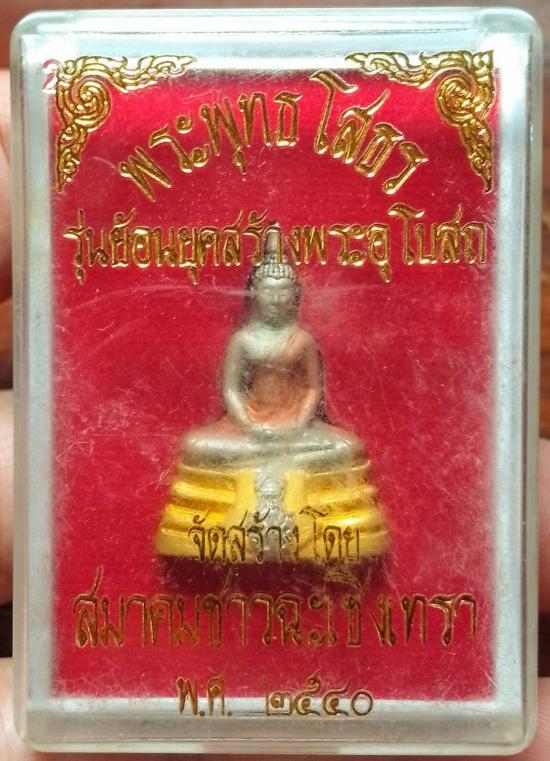 2
พระพุทธโสธร
รุ่นย้อนยุคสร้างพระอุโบสถ
จัดสร้างโดย
สมาคมชาวฉะเชิงเทรา
พ.ศ. ๒๕๔๐